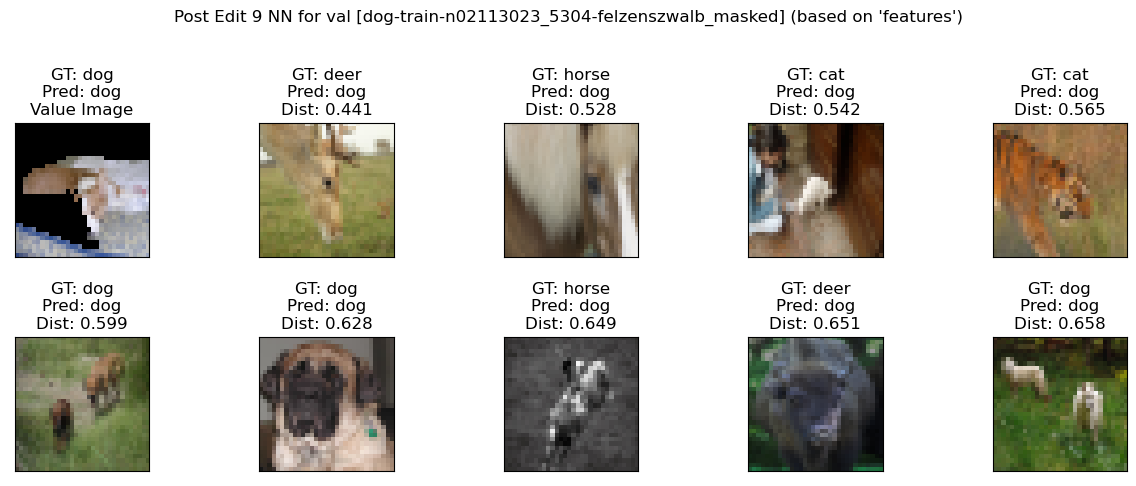 Post Edit 9 NN for val [dog-train-n02113023_5304-felzenszwalb_masked] (based on 'features')
GT: dog
Pred: dog
Value Image
GT: deer
Pred: dog
Dist: 0.441
GT: horse
Pred: dog
Dist: 0.528
GT: cat
Pred: dog
Dist: 0.542
GT: cat
Pred: dog
Dist: 0.565
GT: dog
Pred: dog
Dist: 0.599
GT: dog
Pred: dog
Dist: 0.628
GT: horse
Pred: dog
Dist: 0.649
GT: deer
Pred: dog
Dist: 0.651
GT: dog
Pred: dog
Dist: 0.658